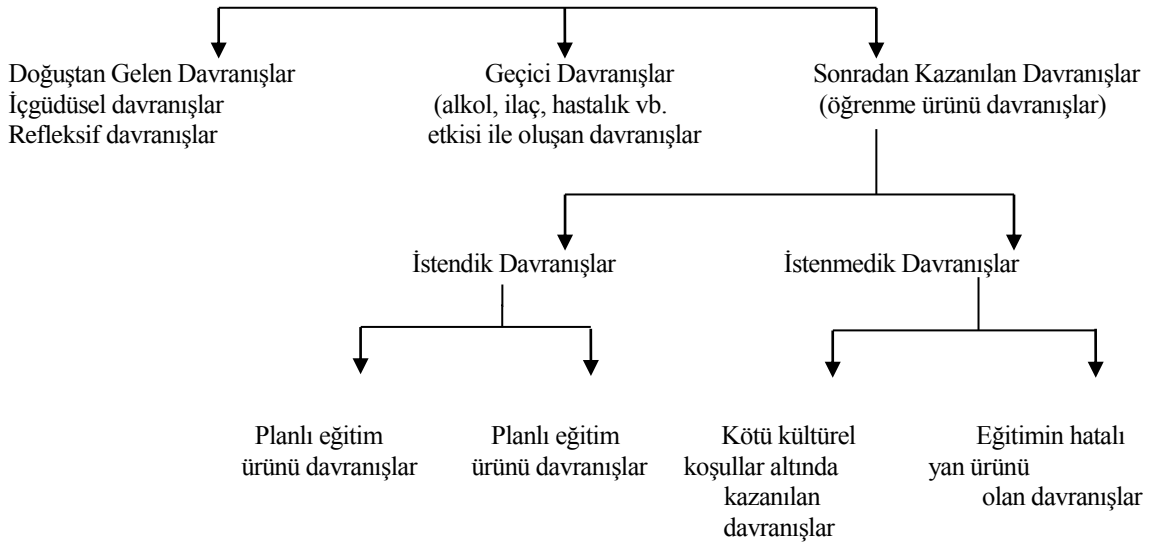 Doğuştan Gelen Davranışlar
İçgüdüsel davranışlar
Refleksif davranışlar
Geçici Davranışlar
(alkol, ilaç, hastalık vb.
etkisi ile oluşan davranışlar
Sonradan Kazanılan Davranışlar
(öğrenme ürünü davranışlar)
İstendik Davranışlar
İstenmedik Davranışlar
Planlı eğitim
ürünü davranışlar
Planlı eğitim
ürünü davranışlar
Kötü kültürel
koşullar altında
kazanılan
davranışlar
Eğitimin hatalı
yan ürünü
olan davranışlar